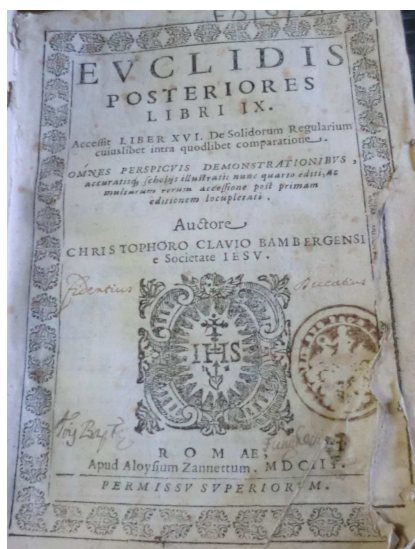 EVCLIDIS
POSTERIORES
LIBRI IX.
Accessit LIBER XVI. De Solidorum Regularium
cuiuslibet intra quodlibet comparatione.
OMNES PERSPICVIS DEMONSTRATIONIBVS,
accuratisq; scholijs illustrati: nunc quarto editi, ac
multarum rerum accessione post primam
editionem locupletati.
Auctore
CHRISTOPHORO CLAVIO BAMBERGENSI
e Societate IESV.
IHS
ROMAE,
Apud Aloysium Zannettum.
PERMISSV SVPERIORVM.